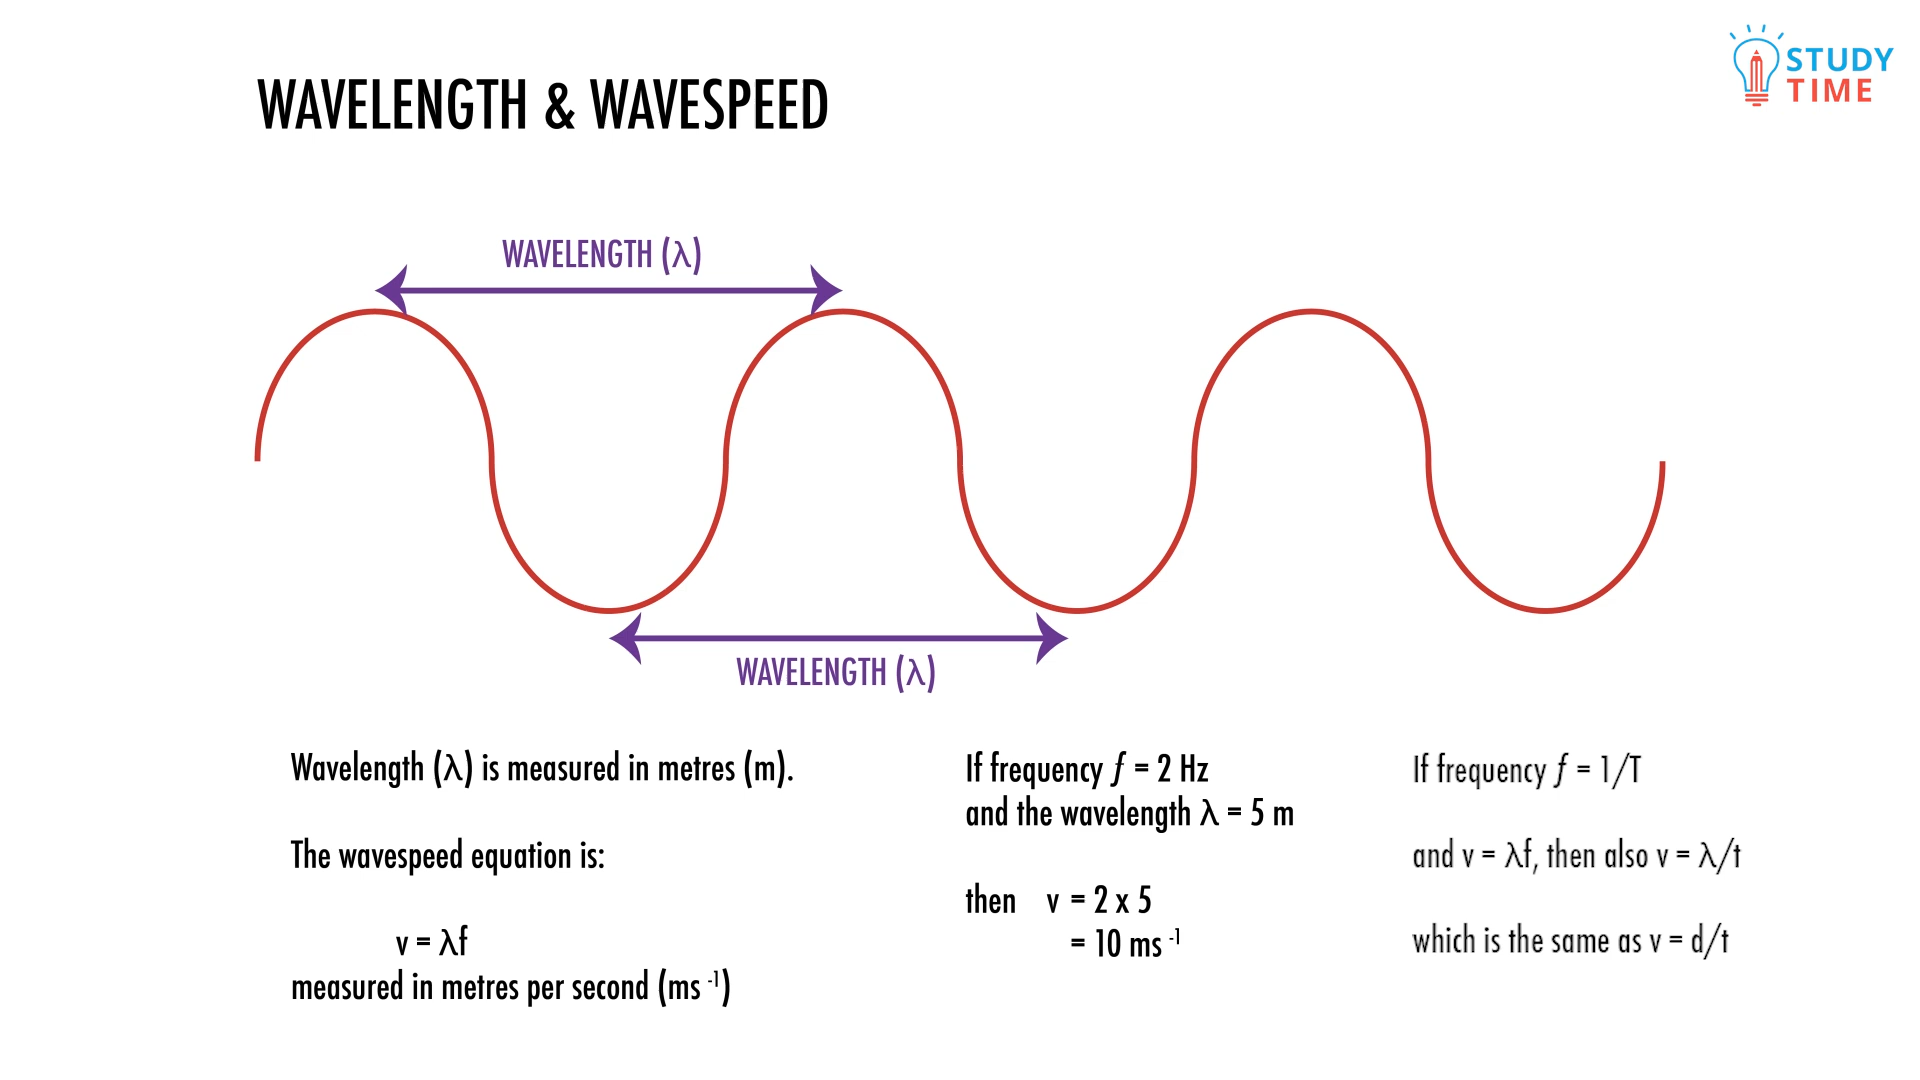 STUDY
TIME
WAVELENGTH & WAVESPEED
WAVELENGTH (λ)
WAVELENGTH (λ)
Wavelength (λ) is measured in metres (m).
The wavespeed equation is:
v = λf
measured in metres per second (ms⁻¹)
If frequency ƒ = 2 Hz
and the wavelength λ = 5 m
then v = 2 x 5
= 10 ms⁻¹
If frequency ƒ = 1/T
and v = λf, then also v = λ/t
which is the same as v = d/t